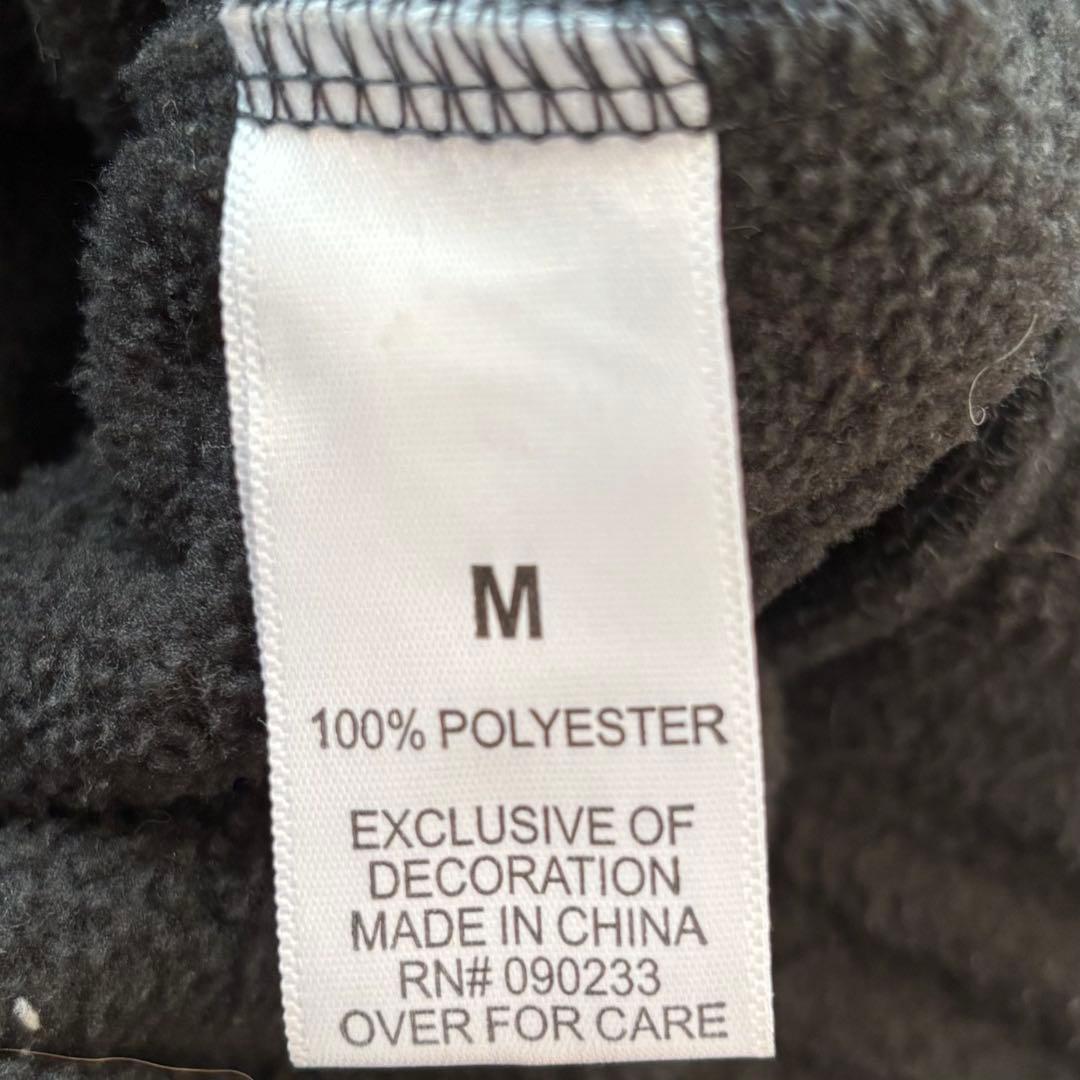 M
100% POLYESTER
EXCLUSIVE OF
DECORATION
MADE IN CHINA
RN# 090233
OVER FOR CARE